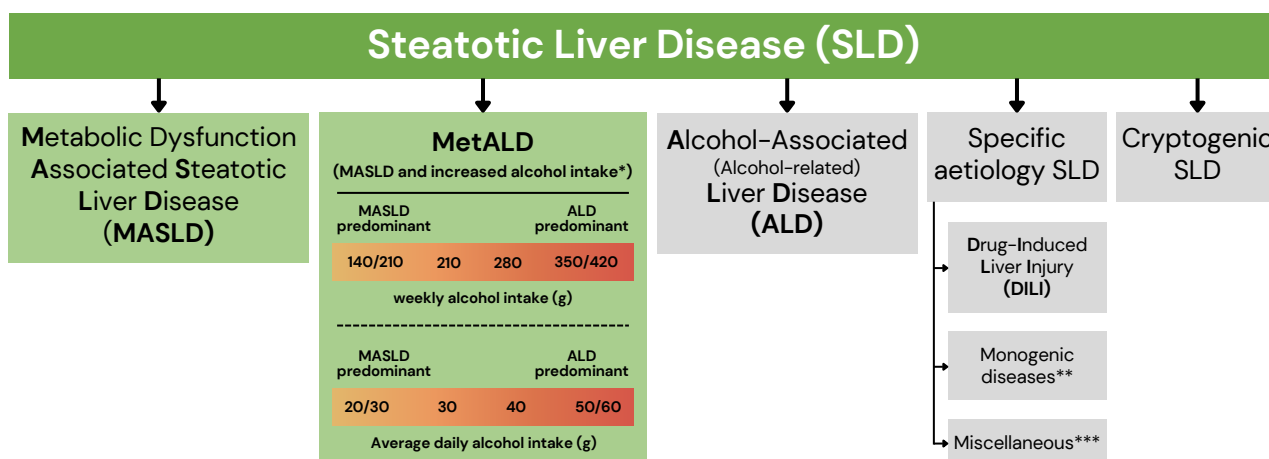 Steatotic Liver Disease (SLD)
Metabolic Dysfunction
Associated Steatotic
Liver Disease
(MASLD)
MetALD
(MASLD and increased alcohol intake*)
MASLD predominant
ALD predominant
140/210 210 280 350/420
weekly alcohol intake (g)
MASLD predominant
ALD predominant
20/30 30 40 50/60
Average daily alcohol intake (g)
Alcohol-Associated
(Alcohol-related)
Liver Disease
(ALD)
Specific
aetiology SLD
Drug-Induced
Liver Injury
(DILI)
Monogenic
diseases**
Miscellaneous***
Cryptogenic
SLD